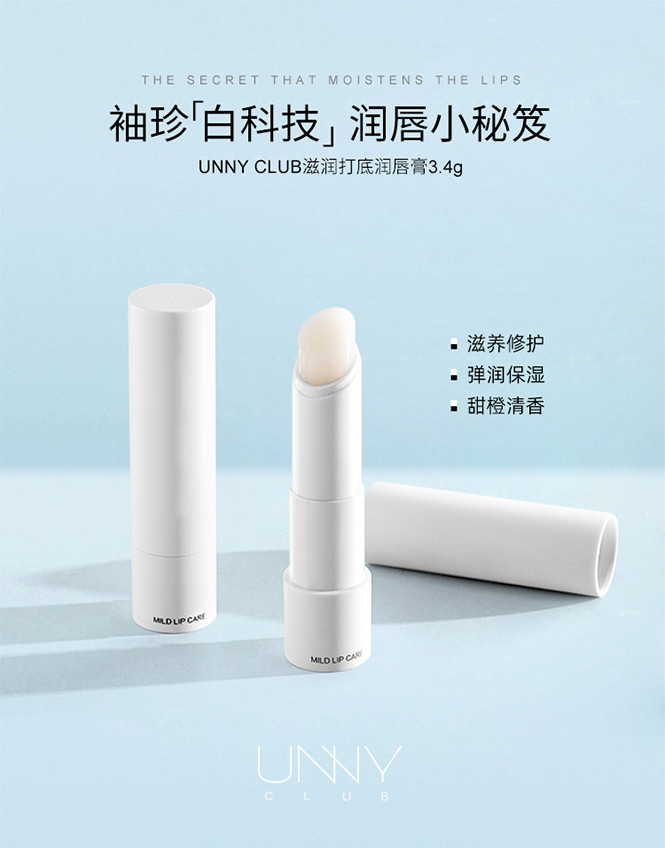 THE SECRET THAT MOISTENS THE LIPS
袖珍「白科技」润唇小秘笈
UNNY CLUB滋润打底润唇膏3.4g
滋养修护
弹润保湿
甜橙清香
MILD LIP CARE
MILD LIP CARE
UNNY
CLUB